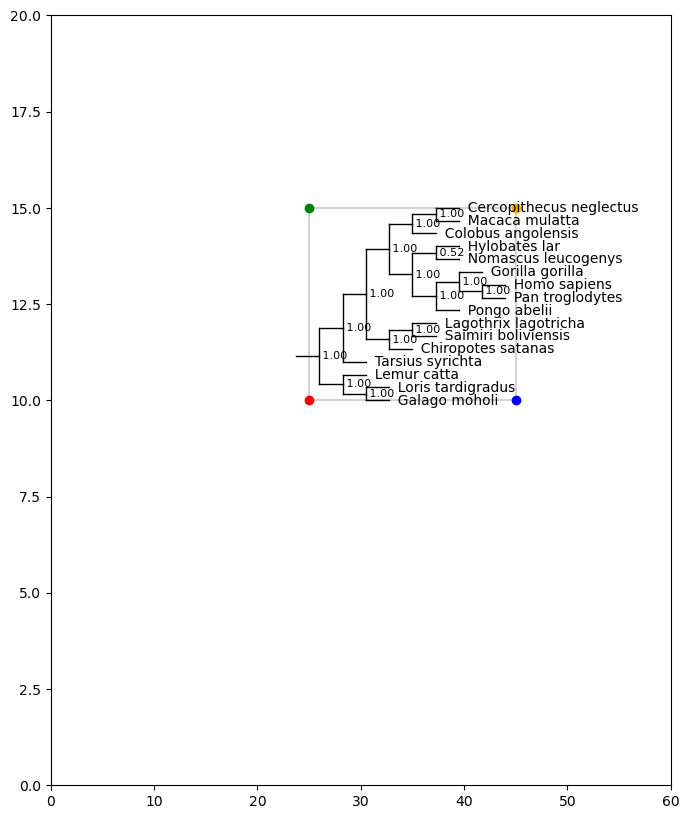 20.0
17.5
15.0
12.5
10.0
7.5
5.0
2.5
0.0
0
10
20
30
40
50
60
Cercopithecus neglectus
1.00
Macaca mulatta
1.00
Colobus angolensis
1.00
Hylobates lar
0.52
Nomascus leucogenys
1.00
Gorilla gorilla
1.00
Homo sapiens
1.00
Pan troglodytes
1.00
Pongo abelii
1.00
Lagothrix lagotricha
1.00
Saimiri boliviensis
1.00
Chiropotes satanas
1.00
Tarsius syrichta
1.00
Lemur catta
1.00
Loris tardigradus
1.00
Galago moholi